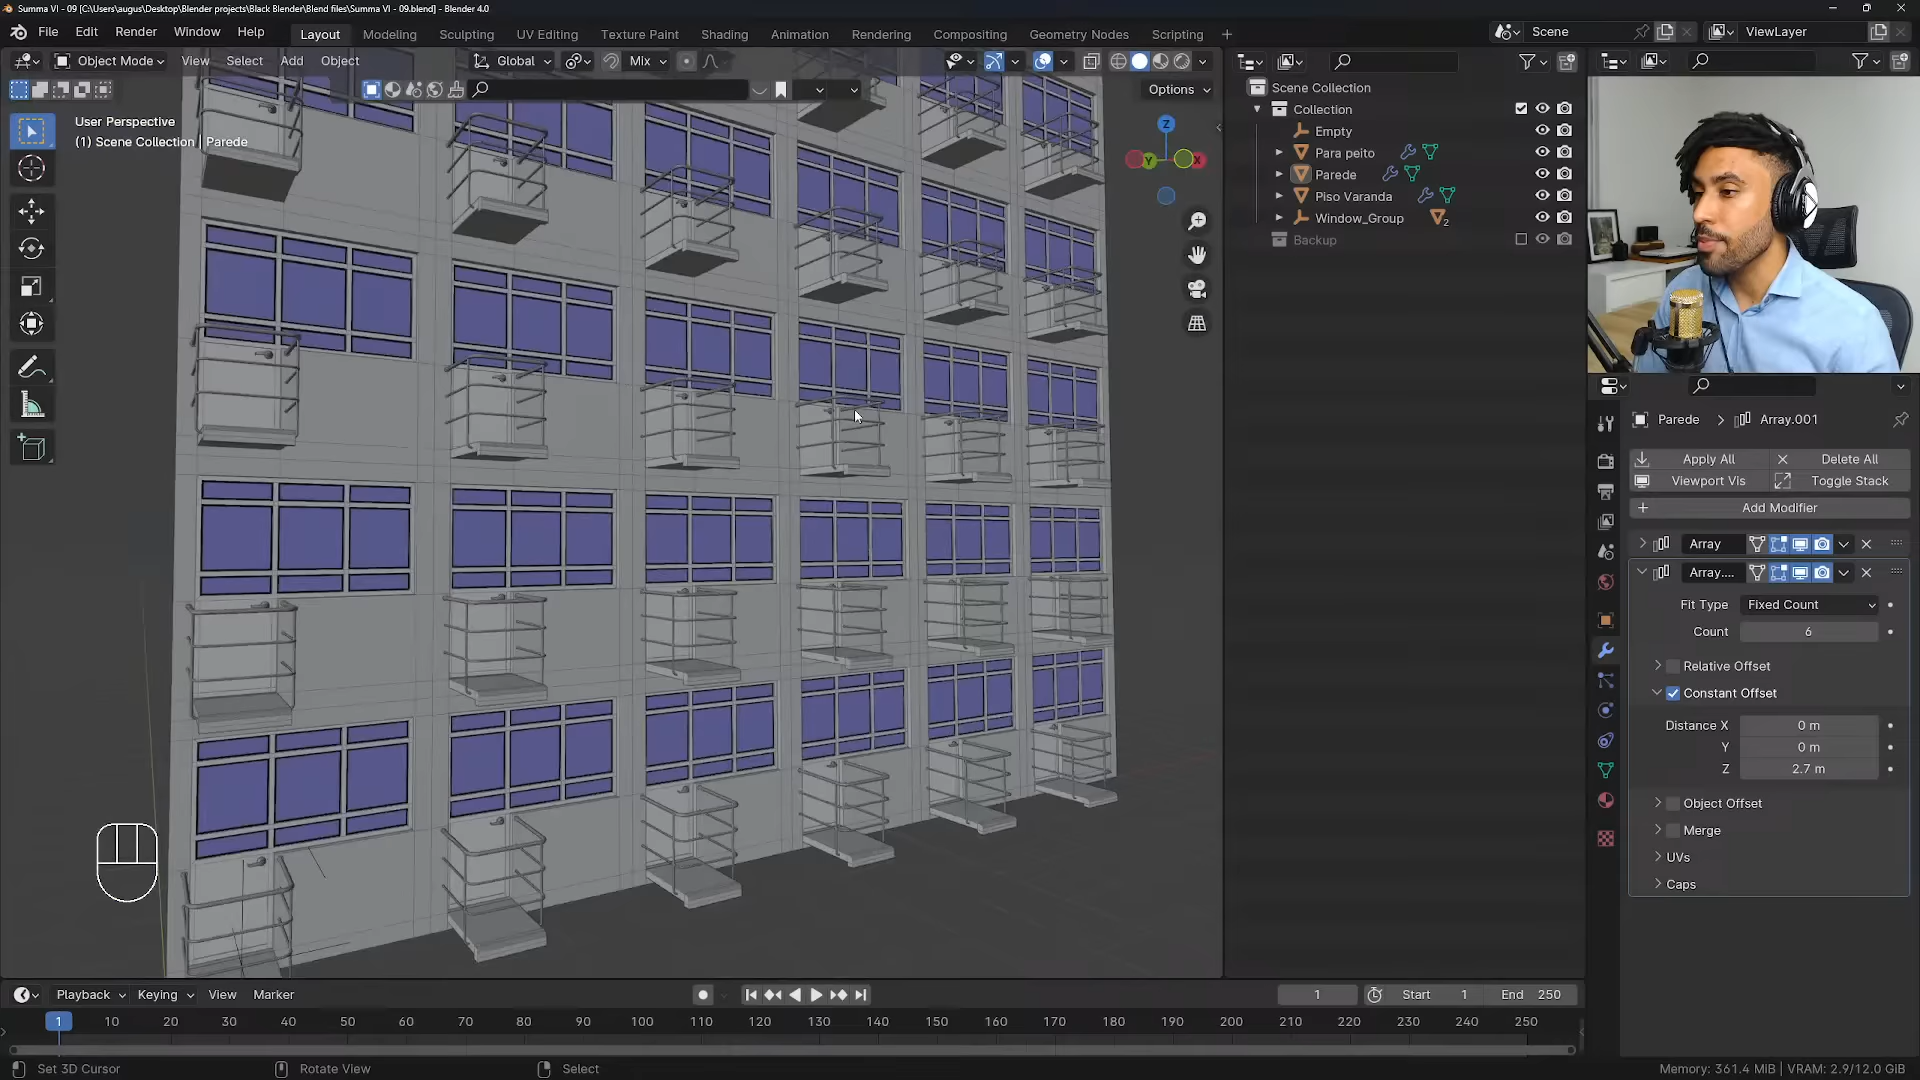 Summa VI - 09 [C:\Users\augus\Desktop\Blender projects\Black Blender\Blend files\Summa VI - 09.blend] - Blender 4.0
File Edit Render Window Help
Layout Modeling Sculpting UV Editing Texture Paint Shading Animation Rendering Compositing Geometry Nodes Scripting +
Scene
ViewLayer
Object Mode View Select Add Object
Global
Mix
Options
User Perspective
(1) Scene Collection | Parede
Z
Y
X
Scene Collection
Collection
Empty
Para peito
Parede
Piso Varanda
Window_Group
2
Backup
Parede > Array.001
Apply All
Delete All
Viewport Vis
Toggle Stack
Add Modifier
Array
Array....
Fit Type Fixed Count
Count 6
Relative Offset
Constant Offset
Distance X 0 m
Y 0 m
Z 2.7 m
Object Offset
Merge
UVs
Caps
Playback Keying View Marker
1
Start 1
End 250
1 10 20 30 40 50 60 70 80 90 100 110 120 130 140 150 160 170 180 190 200 210 220 230 240 250
Set 3D Cursor
Rotate View
Select
Memory: 361.4 MiB | VRAM: 2.9/12.0 GiB